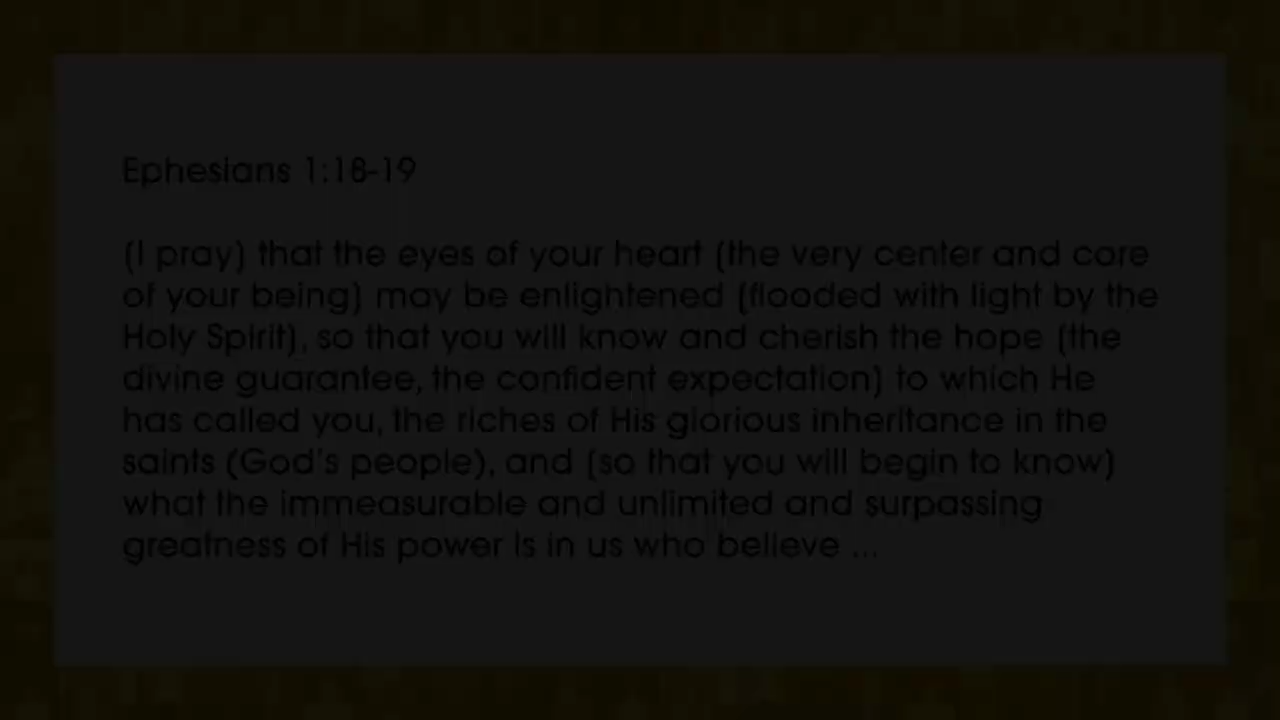 Ephesians 1:18-19
(I pray) that the eyes of your heart (the very center and core
of your being) may be enlightened (flooded with light by the
Holy Spirit), so that you will know and cherish the hope (the
divine guarantee, the confident expectation) to which He
has called you, the riches of His glorious inheritance in the
saints (God's people), and (so that you will begin to know)
what the immeasurable and unlimited and surpassing
greatness of His power is in us who believe ...